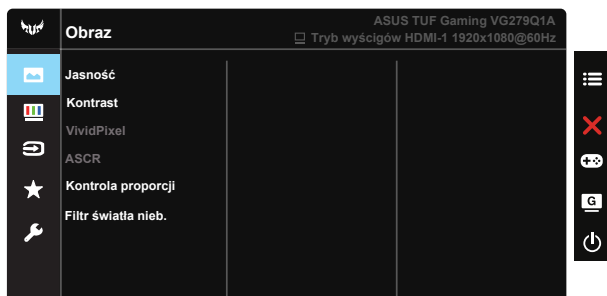 Obraz
ASUS TUF Gaming VG279Q1A
Tryb wyścigów HDMI-1 1920x1080@60Hz
Jasność
Kontrast
VividPixel
ASCR
Kontrola proporcji
Filtr światła nieb.
G